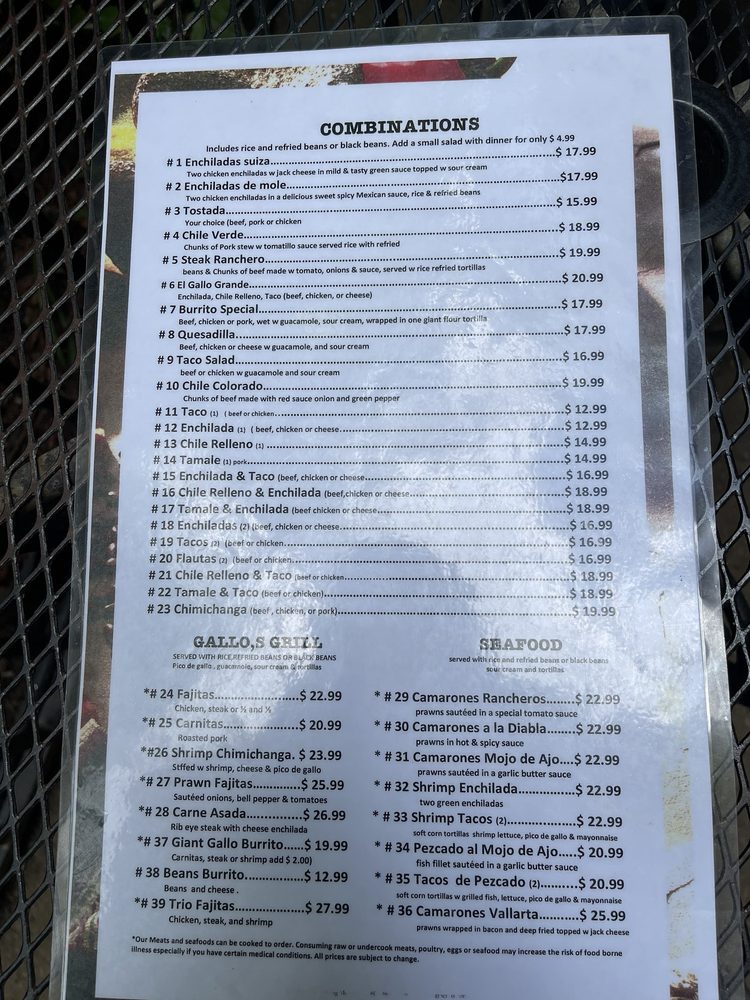 COMBINATIONS
Includes rice and refried beans or black beans. Add a small salad with dinner for only $ 4.99
# 1 Enchiladas suiza...$ 17.99
Two chicken enchiladas w jack cheese in mild & tasty green sauce topped w sour cream
# 2 Enchiladas de mole...$17.99
Two chicken enchiladas in a delicious sweet spicy Mexican sauce, rice & refried beans
# 3 Tostada...$ 15.99
Your choice (beef, pork or chicken
# 4 Chile Verde...$ 18.99
Chunks of Pork stew w tomatillo sauce served rice with refried
# 5 Steak Ranchero...$ 19.99
beans & Chunks of beef made w tomato, onions & sauce, served w rice refried tortillas
# 6 El Gallo Grande...$ 20.99
Enchilada, Chile Relleno, Taco (beef, chicken, or cheese)
# 7 Burrito Special...$ 17.99
Beef, chicken or pork, wet w guacamole, sour cream, wrapped in one giant flour tortilla
# 8 Quesadilla...$ 17.99
Beef, chicken or cheese w guacamole, and sour cream
# 9 Taco Salad...$ 16.99
beef or chicken w guacamole and sour cream
# 10 Chile Colorado...$ 19.99
Chunks of beef made with red sauce onion and green pepper
# 11 Taco (1) ( beef or chicken...$ 12.99
# 12 Enchilada (1) ( beef, chicken or cheese...$ 12.99
# 13 Chile Relleno (1) ...$ 14.99
# 14 Tamale (1) pork...$ 14.99
# 15 Enchilada & Taco (beef, chicken or cheese...$ 16.99
# 16 Chile Relleno & Enchilada (beef,chicken or cheese...$ 18.99
# 17 Tamale & Enchilada (beef chicken or cheese...$ 18.99
# 18 Enchiladas (2) (beef, chicken or cheese...$ 16.99
# 19 Tacos (2) (beef or chicken...$ 16.99
# 20 Flautas (2) (beef or chicken...$ 16.99
# 21 Chile Relleno & Taco (beef or chicken...$ 18.99
# 22 Tamale & Taco (beef or chicken)...$ 18.99
# 23 Chimichanga (beef , chicken, or pork)...$ 19.99
GALLO,S GRILL
SERVED WITH RICE,REFRIED BEANS OR BLACK BEANS
Pico de gallo , guacamole, sour cream & tortillas
*# 24 Fajitas...$ 22.99
Chicken, steak or ½ and ½
*# 25 Carnitas...$ 20.99
Roasted pork
*#26 Shrimp Chimichanga. $ 23.99
Stffed w shrimp, cheese & pico de gallo
*# 27 Prawn Fajitas...$ 25.99
Sautéed onions, bell pepper & tomatoes
*# 28 Carne Asada...$ 26.99
Rib eye steak with cheese enchilada
*# 37 Giant Gallo Burrito...$ 19.99
Carnitas, steak or shrimp add $ 2.00)
# 38 Beans Burrito...$ 12.99
Beans and cheese .
*# 39 Trio Fajitas...$ 27.99
Chicken, steak, and shrimp
SEAFOOD
served with rice and refried beans or black beans
sour cream and tortillas
* # 29 Camarones Rancheros...$ 22.99
prawns sautéed in a special tomato sauce
* # 30 Camarones a la Diabla...$ 22.99
prawns in hot & spicy sauce
* # 31 Camarones Mojo de Ajo...$ 22.99
prawns sautéed in a garlic butter sauce
* # 32 Shrimp Enchilada...$ 22.99
two green enchiladas
* # 33 Shrimp Tacos (2)...$ 22.99
soft corn tortillas shrimp lettuce, pico de gallo & mayonnaise
* # 34 Pezcado al Mojo de Ajo....$ 20.99
fish fillet sautéed in a garlic butter sauce
* # 35 Tacos de Pezcado (2)...$ 20.99
soft corn tortillas w grilled fish, lettuce, pico de gallo & mayonnaise
* # 36 Camarones Vallarta...$ 25.99
prawns wrapped in bacon and deep fried topped w jack cheese
*Our Meats and seafoods can be cooked to order. Consuming raw or undercook meats, poultry, eggs or seafood may increase the risk of food borne
illness especially if you have certain medical conditions. All prices are subject to change.